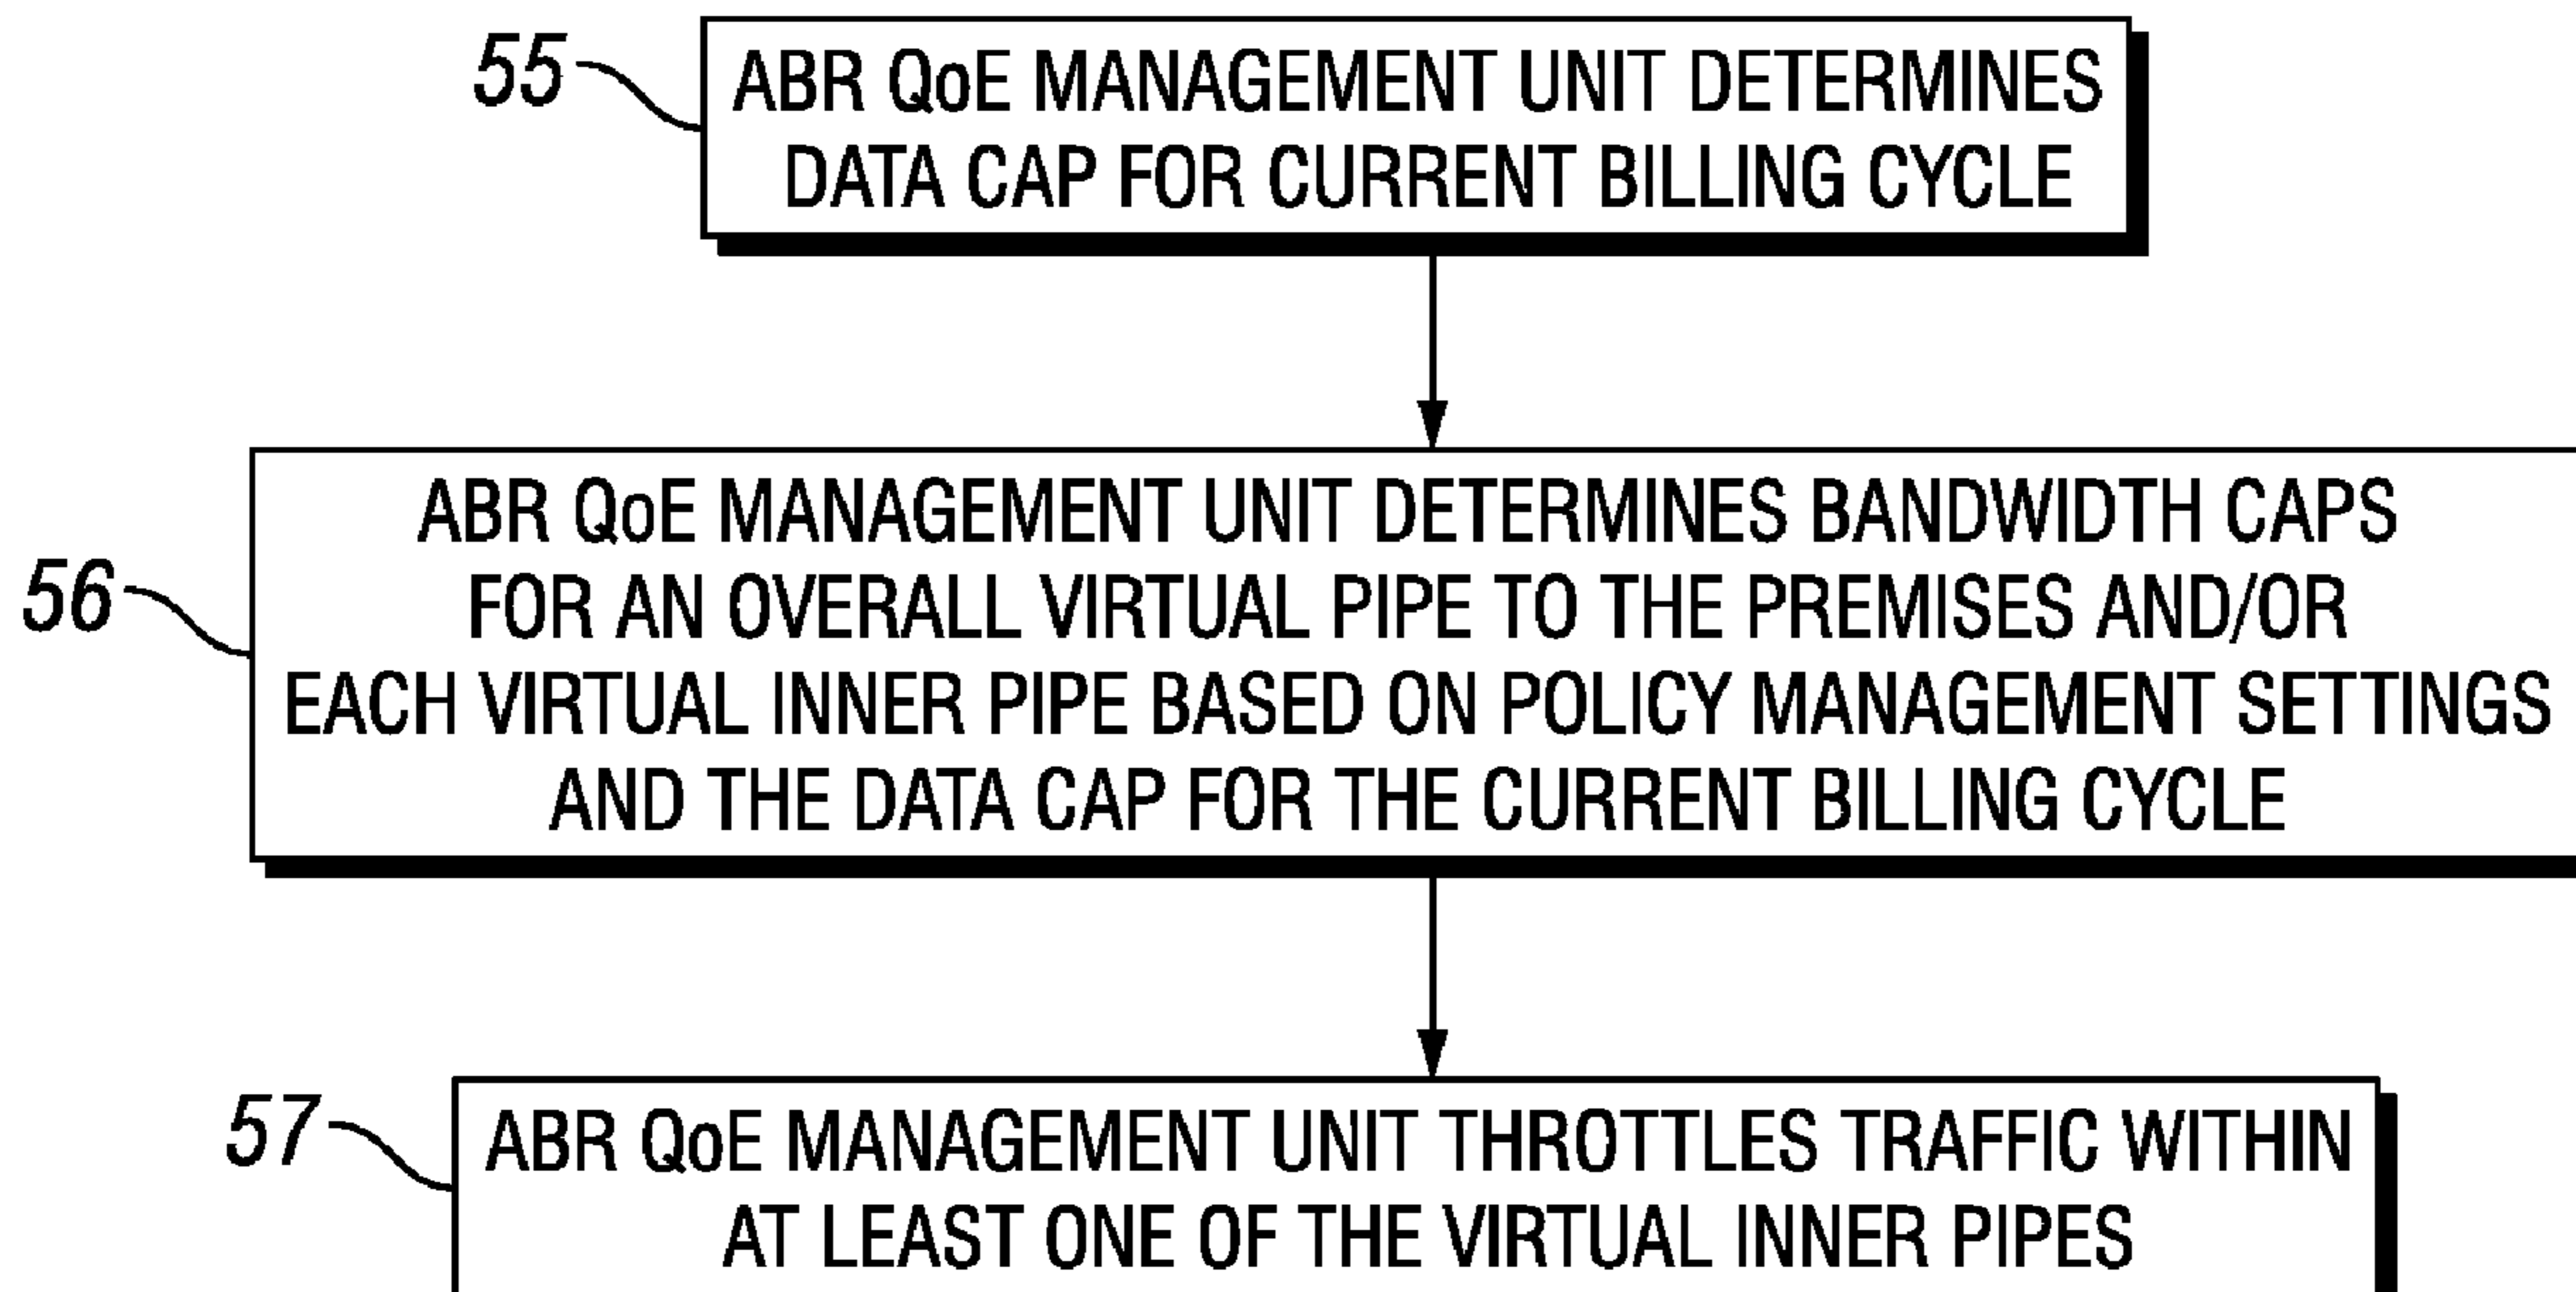 55
ABR QoE MANAGEMENT UNIT DETERMINES
DATA CAP FOR CURRENT BILLING CYCLE
56
ABR QoE MANAGEMENT UNIT DETERMINES BANDWIDTH CAPS
FOR AN OVERALL VIRTUAL PIPE TO THE PREMISES AND/OR
EACH VIRTUAL INNER PIPE BASED ON POLICY MANAGEMENT SETTINGS
AND THE DATA CAP FOR THE CURRENT BILLING CYCLE
57
ABR QoE MANAGEMENT UNIT THROTTLES TRAFFIC WITHIN
AT LEAST ONE OF THE VIRTUAL INNER PIPES